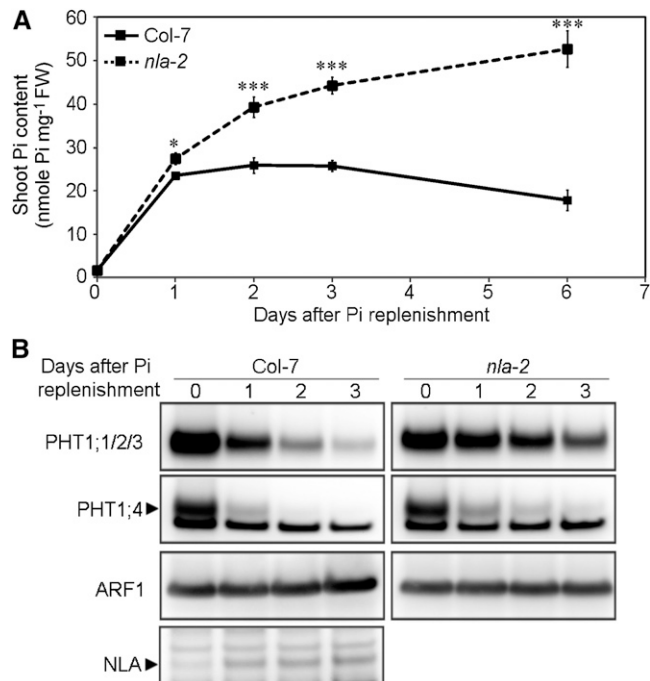 A
Col-7
nla-2
Shoot Pi content
(nmole Pi mg⁻¹ FW)
60
50
40
30
20
10
0
*
***
***
***
0 1 2 3 4 5 6 7
Days after Pi replenishment
B
Days after Pi
replenishment
Col-7
nla-2
0 1 2 3
0 1 2 3
PHT1;1/2/3
PHT1;4
ARF1
NLA